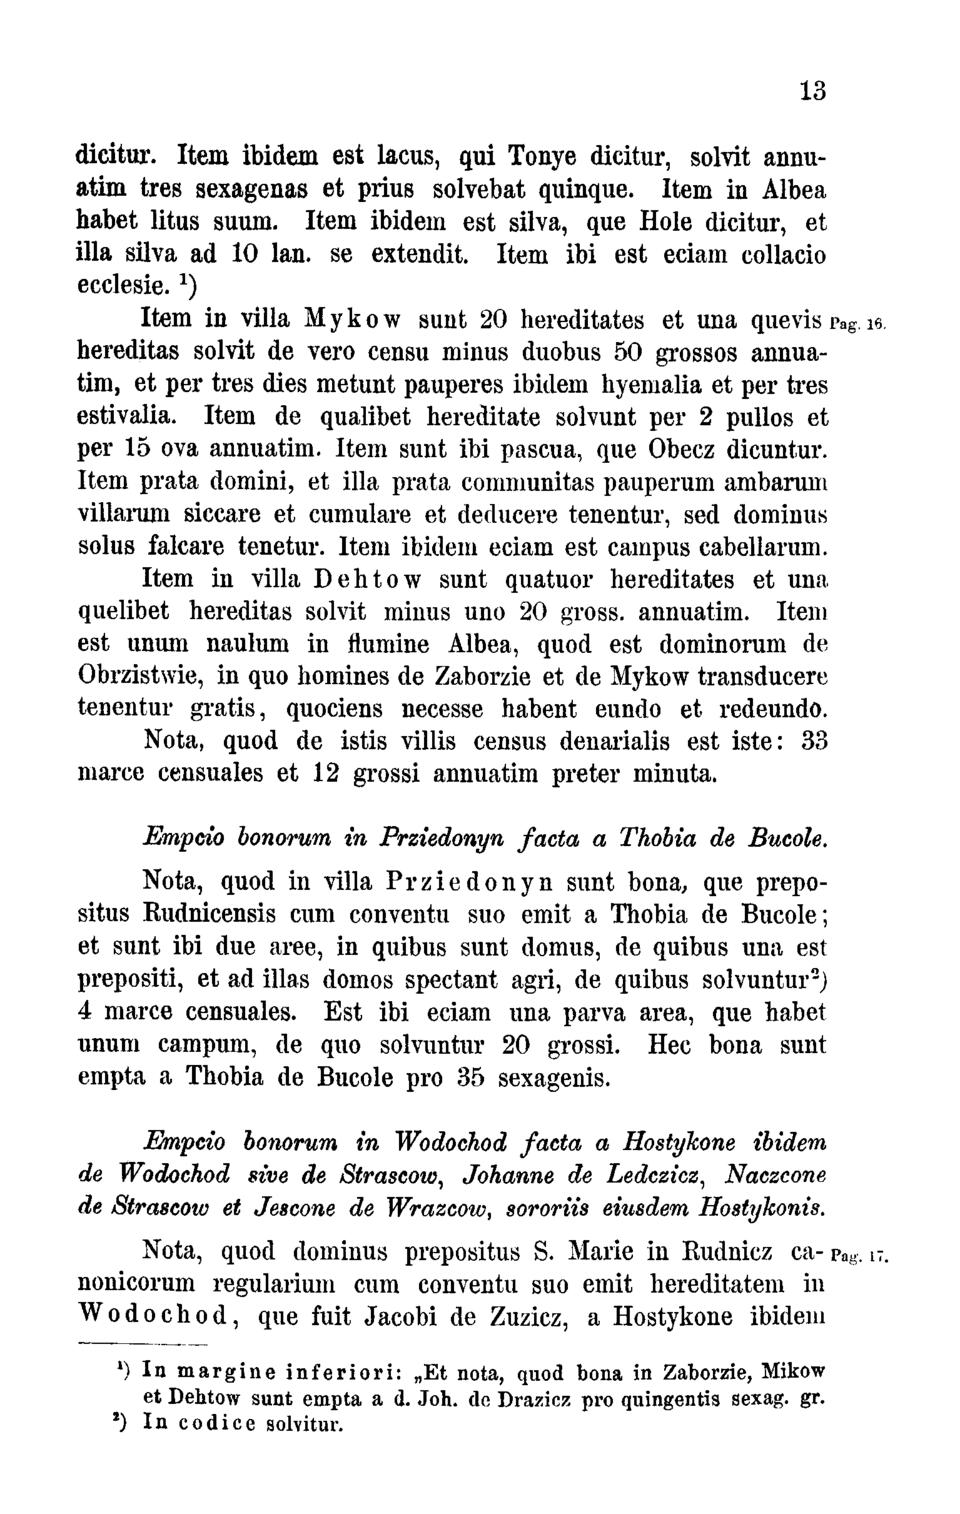 13
dicitur. Item ibidem est lacus, qui Tonye dicitur, solvit annu-
atim tres sexagenas et prius solvebat quinque. Item in Albea
habet litus suum. Item ibidem est silva, que Hole dicitur, et
illa silva ad 10 lan. se extendit. Item ibi est eciam collacio
ecclesie. ¹)
Item in villa Mykow sunt 20 hereditates et una quevis Pag. 16.
hereditas solvit de vero censu minus duobus 50 grossos annua-
tim, et per tres dies metunt pauperes ibidem hyemalia et per tres
estivalia. Item de qualibet hereditate solvunt per 2 pullos et
per 15 ova annuatim. Item sunt ibi pascua, que Obecz dicuntur.
Item prata domini, et illa prata communitas pauperum ambarum
villarum siccare et cumulare et deducere tenentur, sed dominus
solus falcare tenetur. Item ibidem eciam est campus cabellarum.
Item in villa Dehtow sunt quatuor hereditates et una
quelibet hereditas solvit minus uno 20 gross. annuatim. Item
est unum naulum in flumine Albea, quod est dominorum de
Obrzistwie, in quo homines de Zaborzie et de Mykow transducere
tenentur gratis, quociens necesse habent eundo et redeundo.
Nota, quod de istis villis census denarialis est iste: 33
marce censuales et 12 grossi annuatim preter minuta.
Empcio bonorum in Prziedonyn facta a Thobia de Bucole.
Nota, quod in villa Prziedonyn sunt bona, que prepo-
situs Rudnicensis cum conventu suo emit a Thobia de Bucole;
et sunt ibi due aree, in quibus sunt domus, de quibus una est
prepositi, et ad illas domos spectant agri, de quibus solvuntur²)
4 marce censuales. Est ibi eciam una parva area, que habet
unum campum, de quo solvuntur 20 grossi. Hec bona sunt
empta a Thobia de Bucole pro 35 sexagenis.
Empcio bonorum in Wodochod facta a Hostykone ibidem
de Wodochod sive de Strascow, Johanne de Ledczicz, Naczcone
de Strascow et Jescone de Wrazcow, sororiis eiusdem Hostykonis.
Nota, quod dominus prepositus S. Marie in Rudnicz ca- Pag. 17.
nonicorum regularium cum conventu suo emit hereditatem in
Wodochod, que fuit Jacobi de Zuzicz, a Hostykone ibidem
¹) In margine inferiori: „Et nota, quod bona in Zaborzie, Mikow
et Dehtow sunt empta a d. Joh. de Drazicz pro quingentis sexag. gr.
²) In codice solvitur.